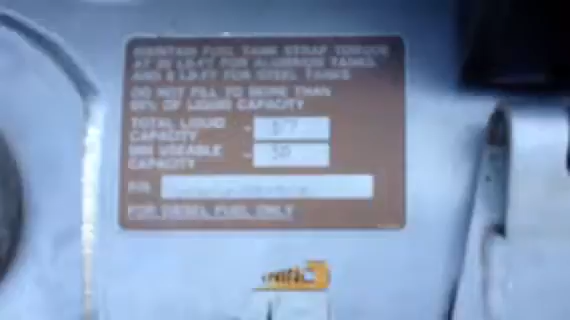 MAINTAIN FUEL TANK STRAP TORQUE
AT 30 LB-FT FOR ALUMINUM TANKS
AND 8 LB-FT FOR STEEL TANKS
DO NOT FILL TO MORE THAN
95% OF LIQUID CAPACITY
TOTAL LIQUID
CAPACITY -
MIN USEABLE
CAPACITY - 50
P/N
FOR DIESEL FUEL ONLY